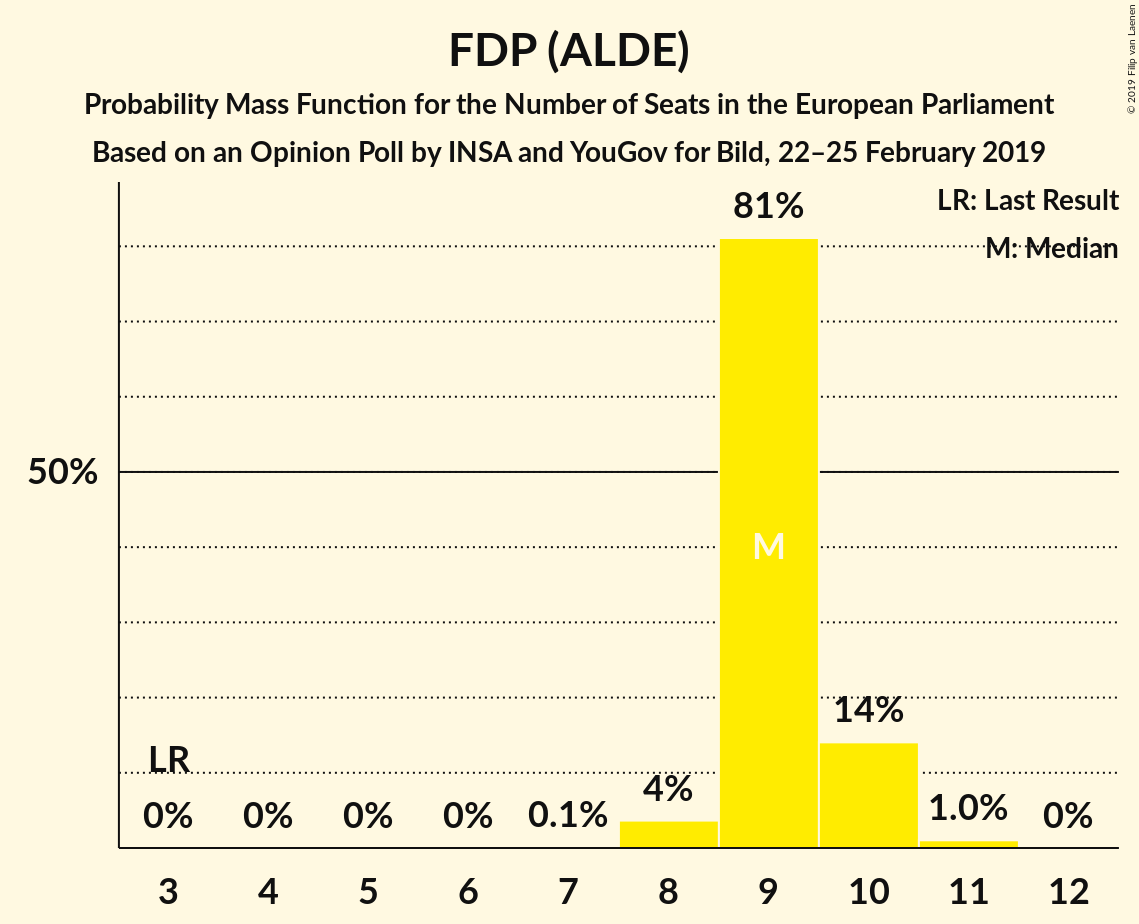 FDP (ALDE)
Probability Mass Function for the Number of Seats in the European Parliament
Based on an Opinion Poll by INSA and YouGov for Bild, 22–25 February 2019
© 2019 Filip van Laenen
LR: Last Result
M: Median
81%
50%
M
14%
LR
4%
1.0%
0% 0% 0% 0% 0.1% 0%
3 4 5 6 7 8 9 10 11 12